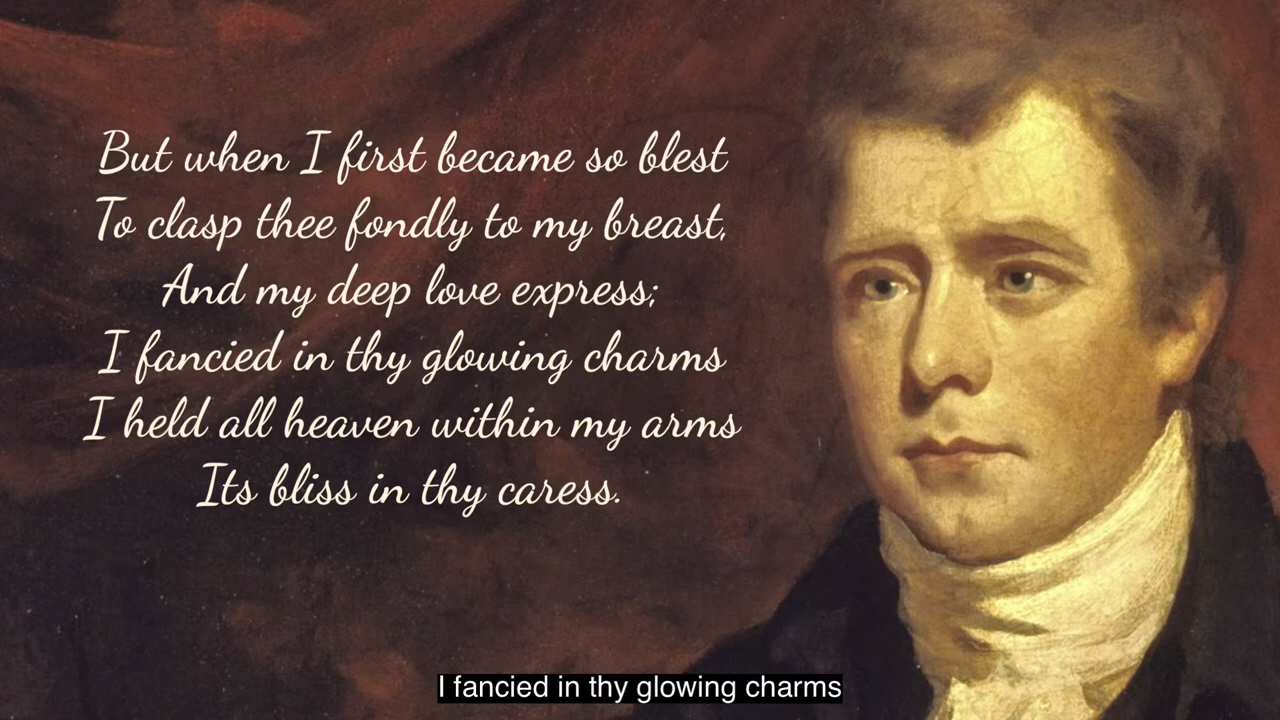 But when I first became so blest
To clasp thee fondly to my breast,
And my deep love express;
I fancied in thy glowing charms
I held all heaven within my arms
Its bliss in thy caress.
I fancied in thy glowing charms